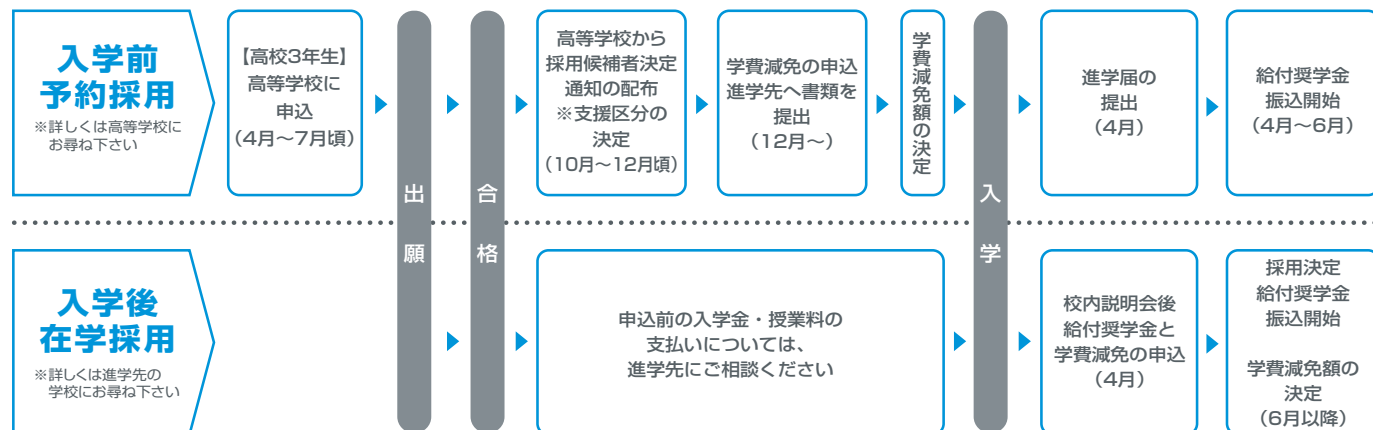 入学前
予約採用
※詳しくは高等学校に
お尋ね下さい
【高校3年生】
高等学校に
申込
（4月～7月頃）
出願
合格
高等学校から
採用候補者決定
通知の配布
※支援区分の
決定
（10月～12月頃）
学費減免の申込
進学先へ書類を
提出
（12月～）
学費減免額の決定
入学
進学届の
提出
（4月）
給付奨学金
振込開始
（4月～6月）
入学後
在学採用
※詳しくは進学先の
学校にお尋ね下さい
申込前の入学金・授業料の
支払いについては、
進学先にご相談ください
校内説明会後
給付奨学金と
学費減免の申込
（4月）
採用決定
給付奨学金
振込開始
学費減免額の
決定
（6月以降）